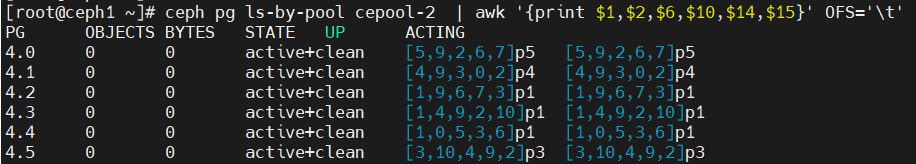 [root@ceph1 ~]# ceph pg ls-by-pool cepool-2  | awk '{print $1,$2,$6,$10,$14,$15}' OFS='\t'
PG	OBJECTS	BYTES	STATE	UP	ACTING
4.0	0	0	active+clean	[5,9,2,6,7]p5	[5,9,2,6,7]p5
4.1	0	0	active+clean	[4,9,3,0,2]p4	[4,9,3,0,2]p4
4.2	0	0	active+clean	[1,9,6,7,3]p1	[1,9,6,7,3]p1
4.3	0	0	active+clean	[1,4,9,2,10]p1	[1,4,9,2,10]p1
4.4	0	0	active+clean	[1,0,5,3,6]p1	[1,0,5,3,6]p1
4.5	0	0	active+clean	[3,10,4,9,2]p3	[3,10,4,9,2]p3